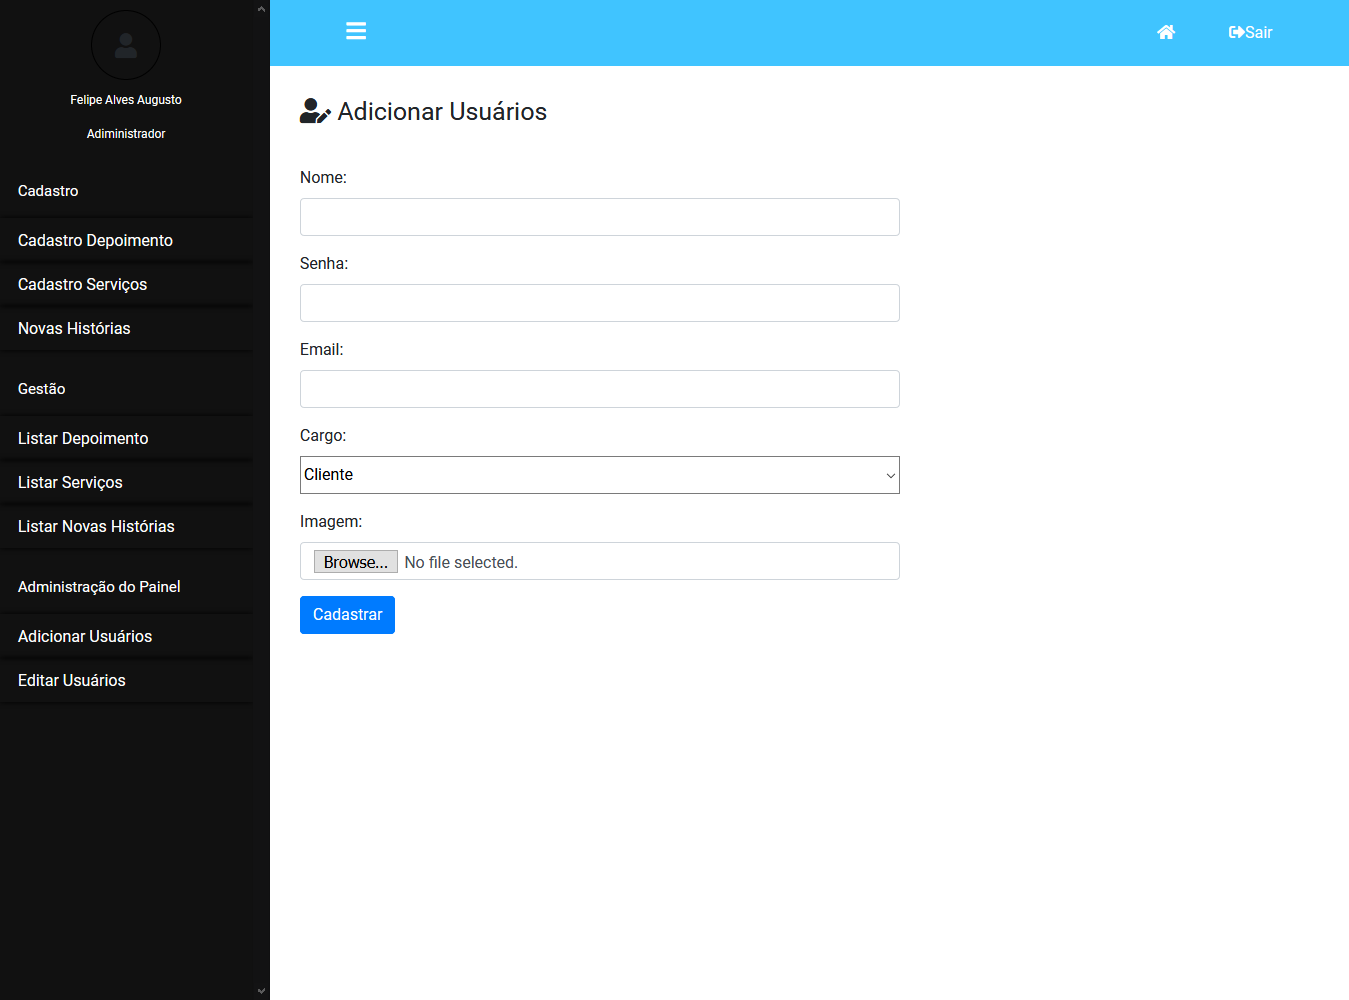 Felipe Alves Augusto
Adiministrador
Cadastro
Cadastro Depoimento
Cadastro Serviços
Novas Histórias
Gestão
Listar Depoimento
Listar Serviços
Listar Novas Histórias
Administração do Painel
Adicionar Usuários
Editar Usuários
Sair
Adicionar Usuários
Nome:
Senha:
Email:
Cargo:
Cliente
Imagem:
Browse... No file selected.
Cadastrar